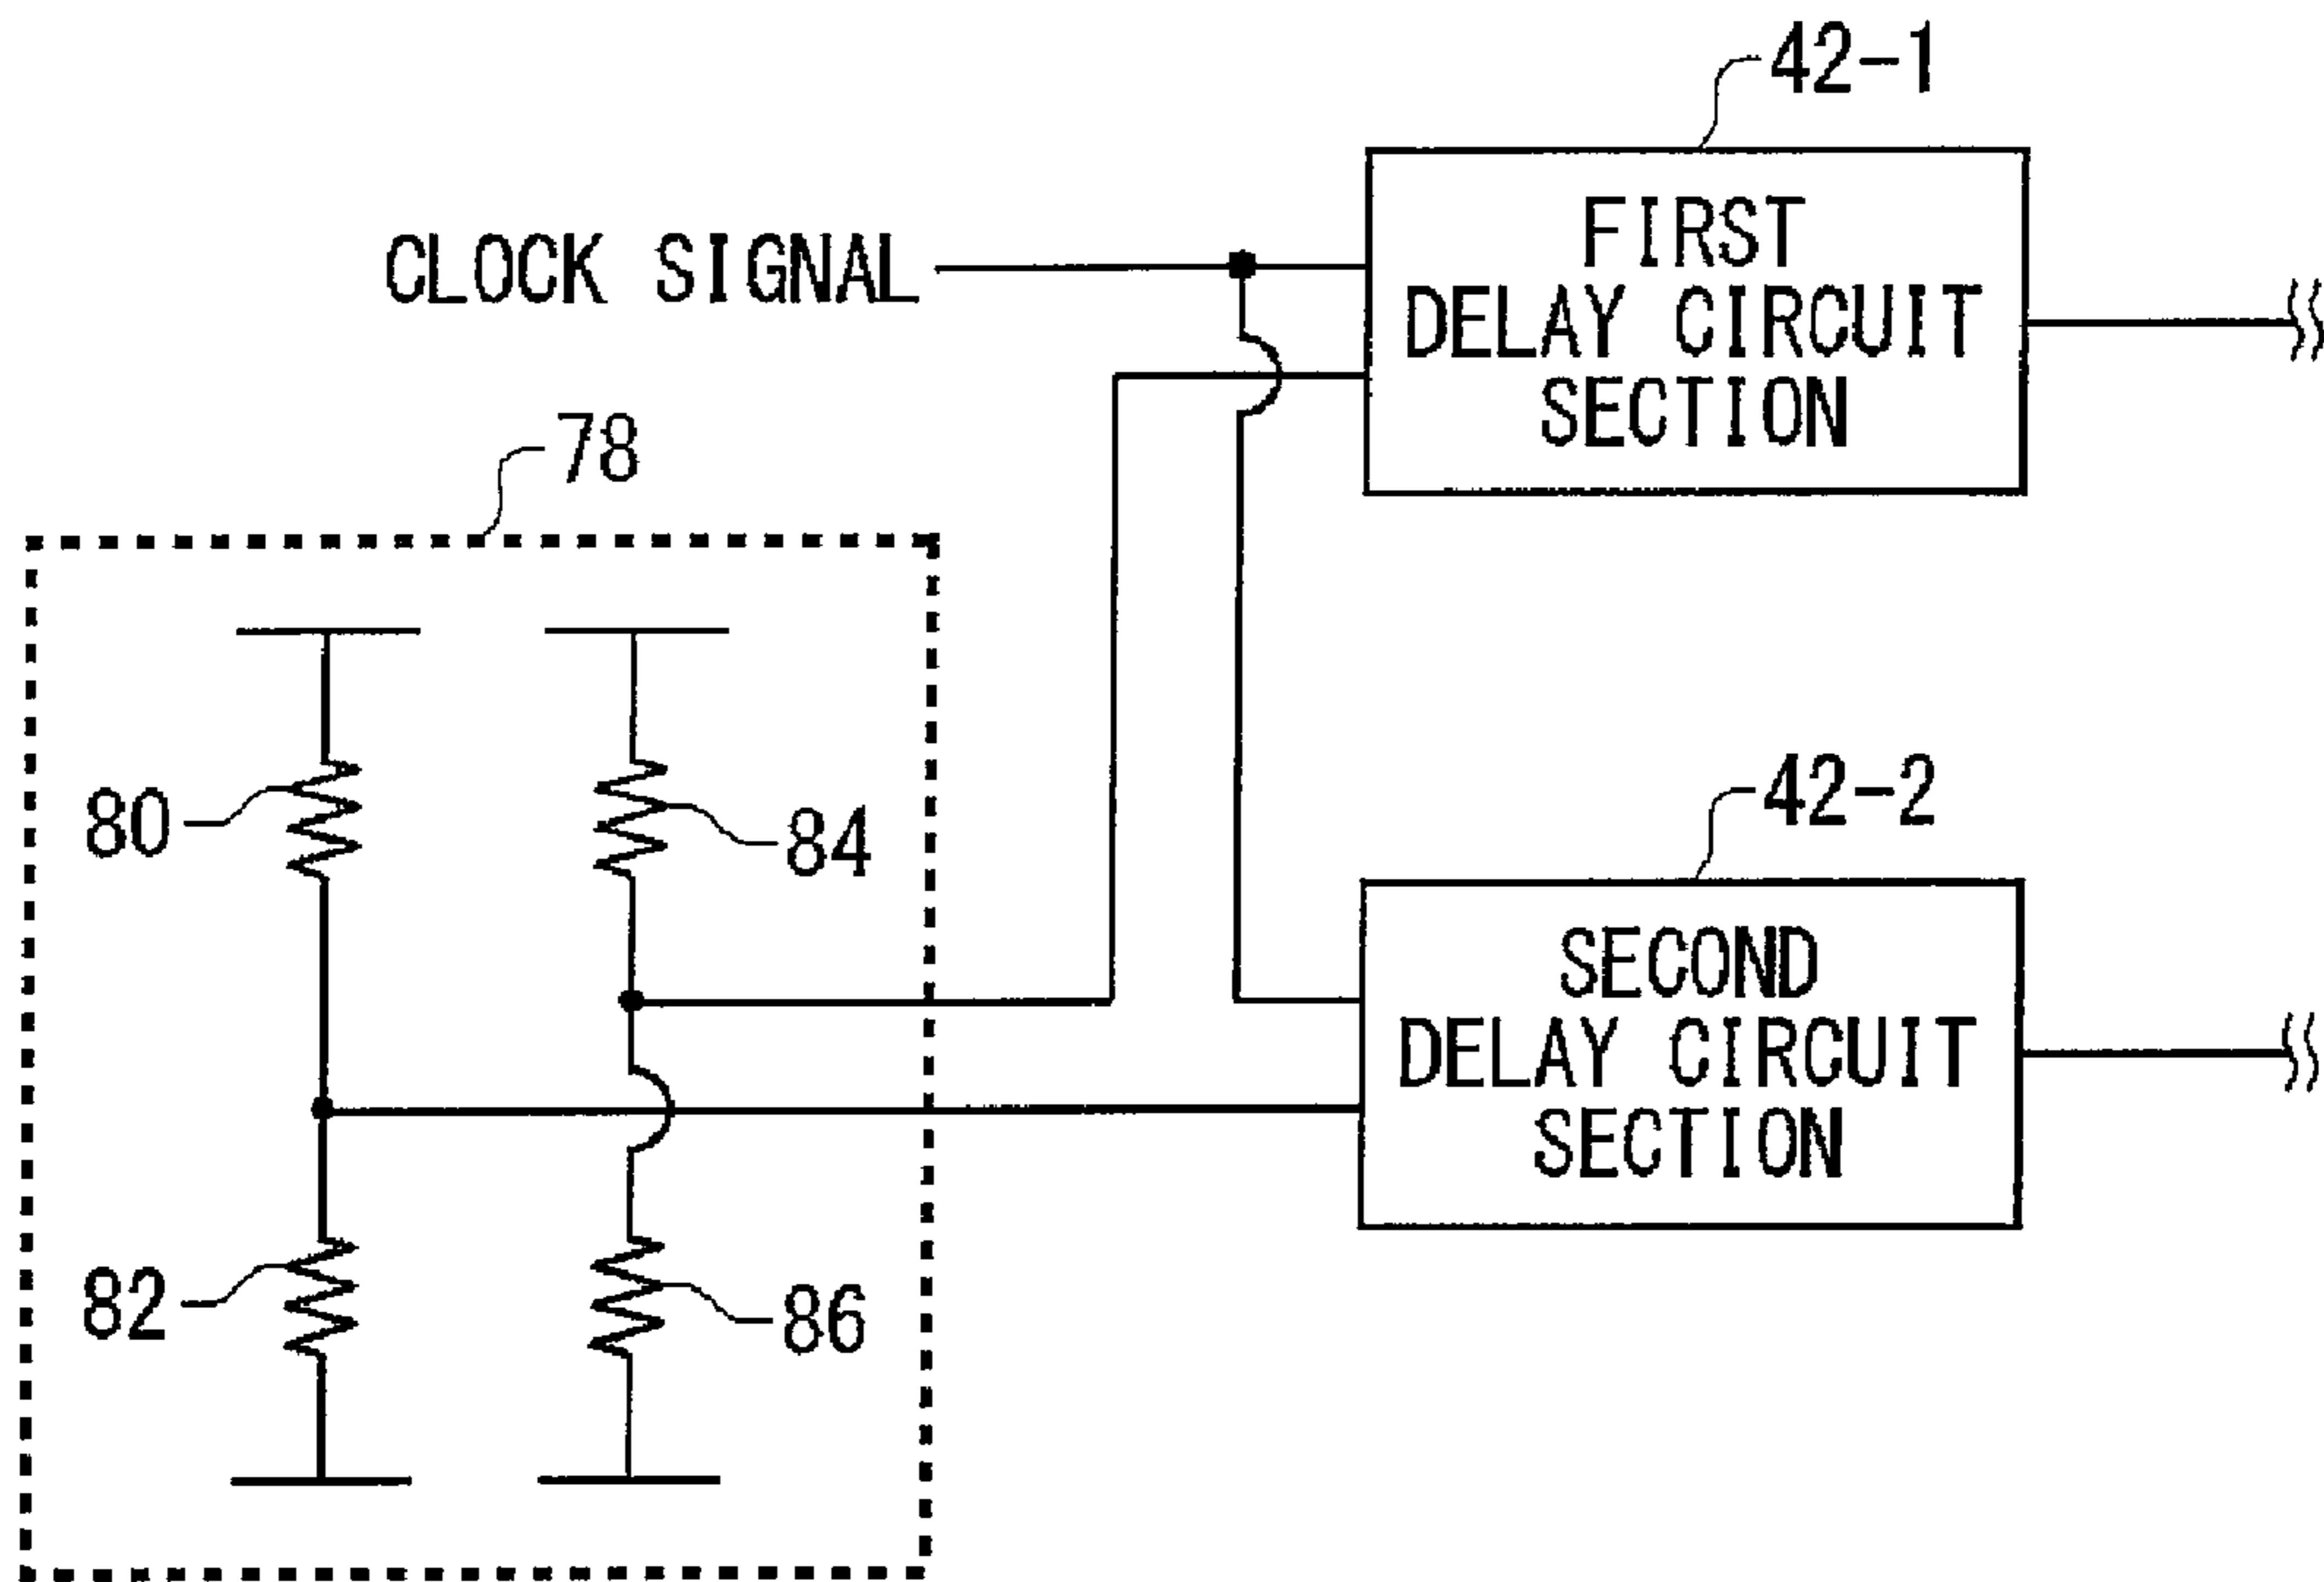 42-1
CLOCK SIGNAL
FIRST
DELAY CIRCUIT
SECTION
78
80
84
42-2
SECOND
DELAY CIRCUIT
SECTION
82
86